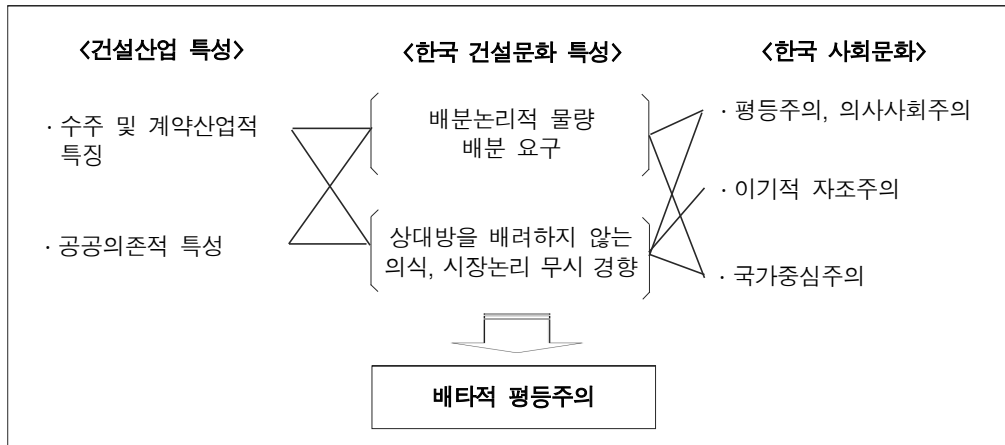 <건설산업 특성>
· 수주 및 계약산업적
특징
· 공공의존적 특성
<한국 건설문화 특성>
배분논리적 물량
배분 요구
상대방을 배려하지 않는
의식, 시장논리 무시 경향
<한국 사회문화>
· 평등주의, 의사사회주의
· 이기적 자조주의
· 국가중심주의
배타적 평등주의